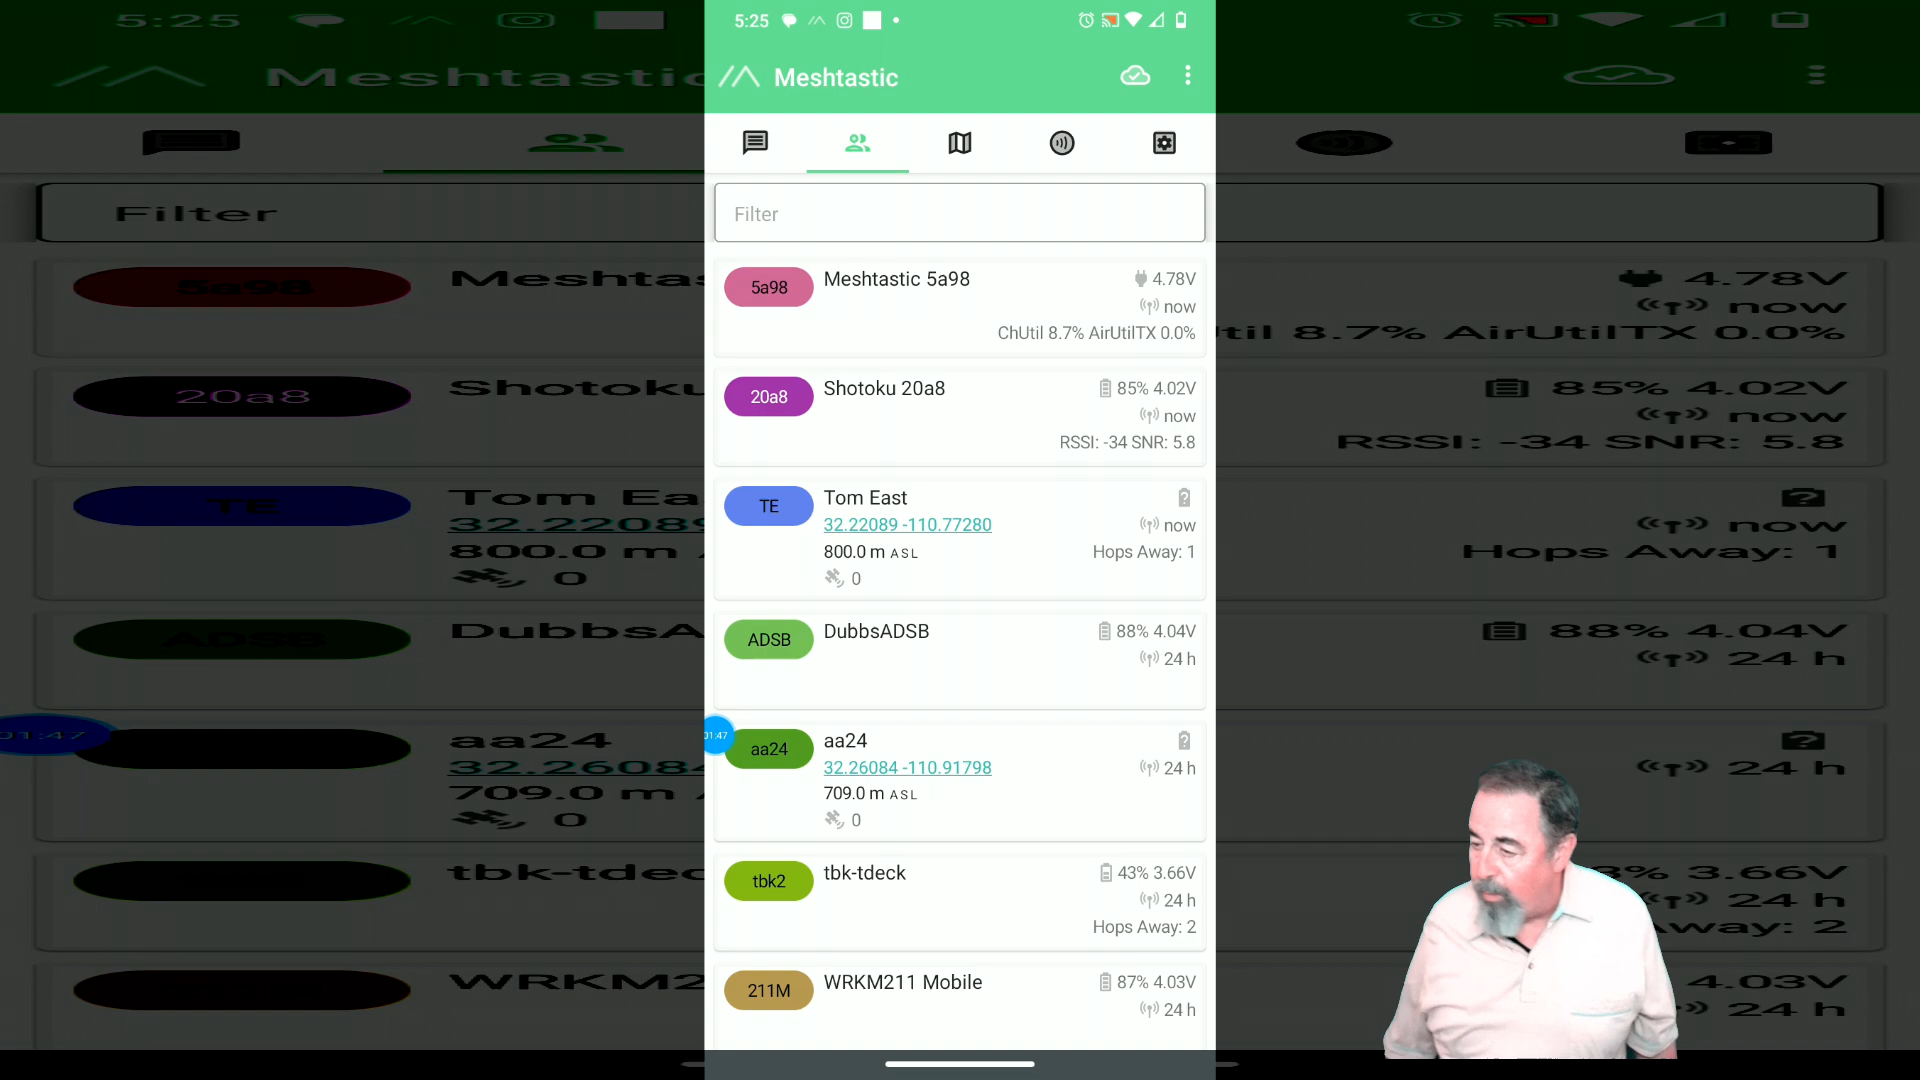 5:25
Meshtastic
Filter
5a98 Meshtastic 5a98 4.78V
now
ChUtil 8.7% AirUtilTX 0.0%
20a8 Shotoku 20a8 85% 4.02V
now
RSSI: -34 SNR: 5.8
TE Tom East
32.22089 -110.77280 now
800.0 m ASL Hops Away: 1
0
ADSB DubbsADSB 88% 4.04V
24 h
01:47
aa24 aa24
32.26084 -110.91798 24 h
709.0 m ASL
0
tbk2 tbk-tdeck 43% 3.66V
24 h
Hops Away: 2
211M WRKM211 Mobile 87% 4.03V
24 h